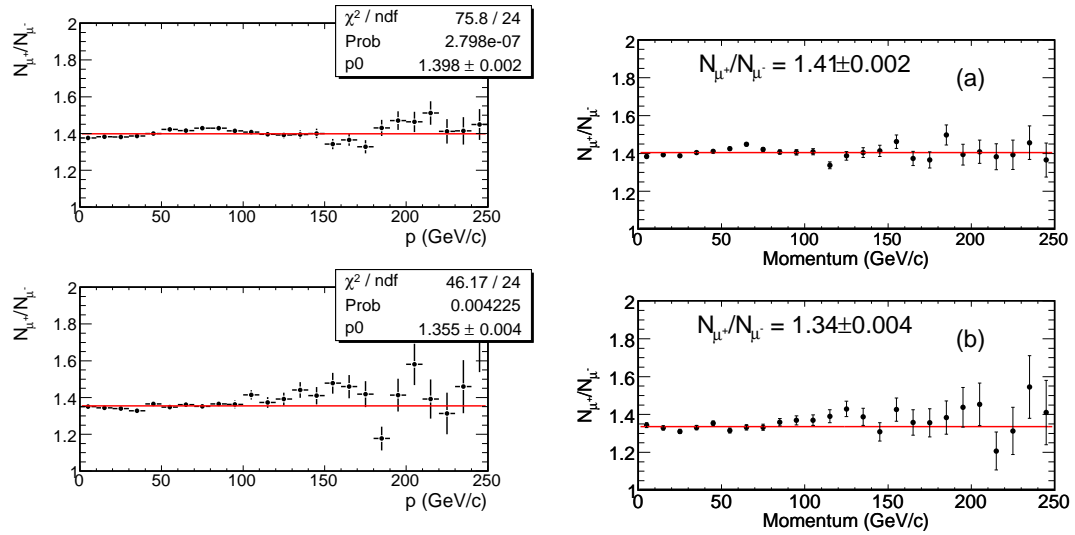 χ² / ndf 75.8 / 24
Prob 2.798e-07
p0 1.398 ± 0.002
N_μ⁺/N_μ⁻
2
1.8
1.6
1.4
1.2
1
0 50 100 150 200 250
p (GeV/c)
N_μ⁺/N_μ⁻ = 1.41±0.002
(a)
N_μ⁺/N_μ⁻
2
1.8
1.6
1.4
1.2
1
0 50 100 150 200 250
Momentum (GeV/c)
χ² / ndf 46.17 / 24
Prob 0.004225
p0 1.355 ± 0.004
N_μ⁺/N_μ⁻
2
1.8
1.6
1.4
1.2
1
0 50 100 150 200 250
p (GeV/c)
N_μ⁺/N_μ⁻ = 1.34±0.004
(b)
N_μ⁺/N_μ⁻
2
1.8
1.6
1.4
1.2
1
0 50 100 150 200 250
Momentum (GeV/c)